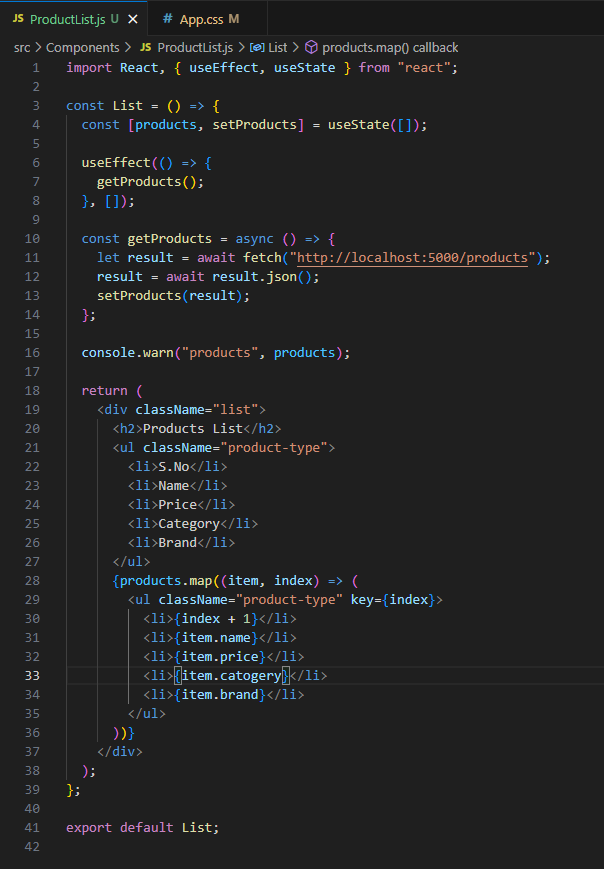 JS ProductList.js U × # App.css M
src > Components > JS ProductList.js > List > products.map() callback
1 import React, { useEffect, useState } from "react";
2
3 const List = () => {
4 const [products, setProducts] = useState([]);
5
6 useEffect(() => {
7 getProducts();
8 }, []);
9
10 const getProducts = async () => {
11 let result = await fetch("http://localhost:5000/products");
12 result = await result.json();
13 setProducts(result);
14 };
15
16 console.warn("products", products);
17
18 return (
19 <div className="list">
20 <h2>Products List</h2>
21 <ul className="product-type">
22 <li>S.No</li>
23 <li>Name</li>
24 <li>Price</li>
25 <li>Category</li>
26 <li>Brand</li>
27 </ul>
28 {products.map((item, index) => (
29 <ul className="product-type" key={index}>
30 <li>{index + 1}</li>
31 <li>{item.name}</li>
32 <li>{item.price}</li>
33 <li>{item.catogery}</li>
34 <li>{item.brand}</li>
35 </ul>
36 ))}
37 </div>
38 );
39 };
40
41 export default List;
42